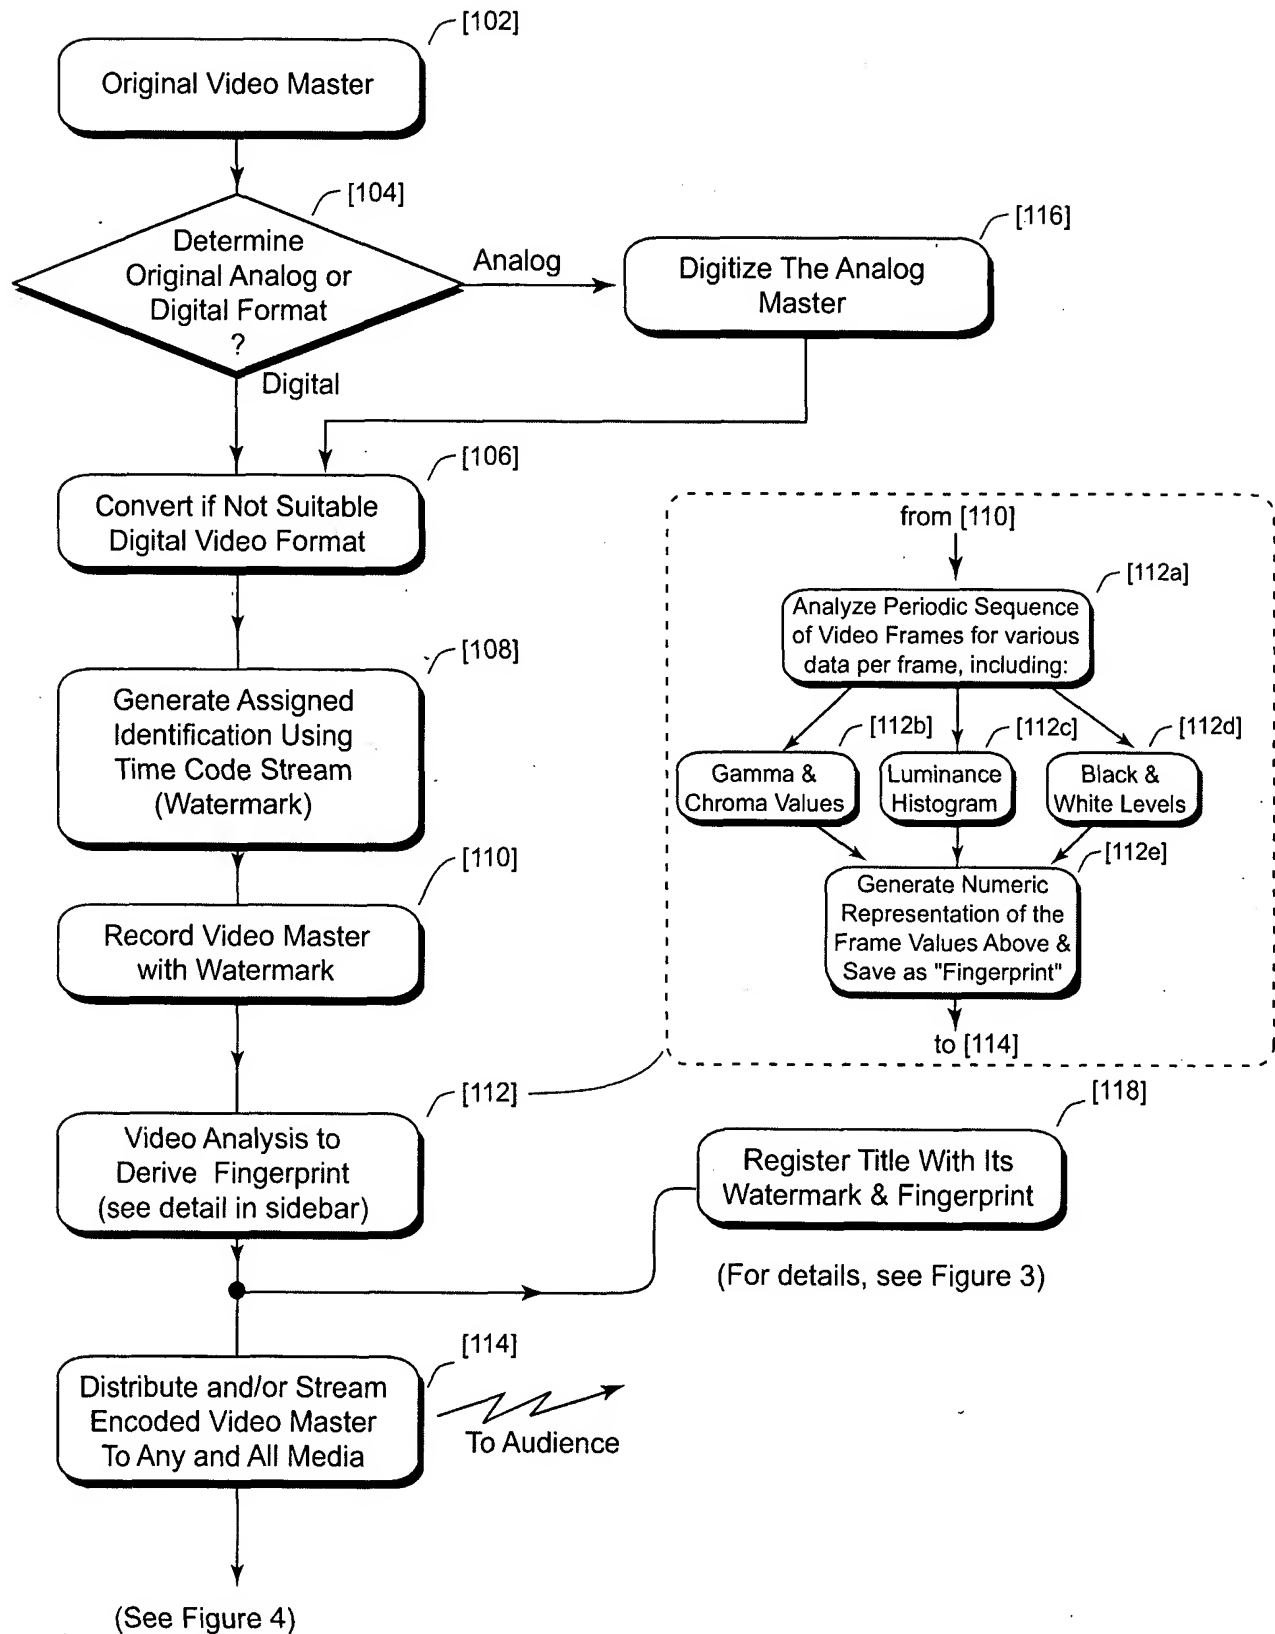 [102]
Original Video Master
[104]
Determine
Original Analog or
Digital Format
?
Analog
Digital
[116]
Digitize The Analog
Master
[106]
Convert if Not Suitable
Digital Video Format
[108]
Generate Assigned
Identification Using
Time Code Stream
(Watermark)
[110]
Record Video Master
with Watermark
[112]
Video Analysis to
Derive Fingerprint
(see detail in sidebar)
from [110]
[112a]
Analyze Periodic Sequence
of Video Frames for various
data per frame, including:
[112b]
Gamma &
Chroma Values
[112c]
Luminance
Histogram
[112d]
Black &
White Levels
[112e]
Generate Numeric
Representation of the
Frame Values Above &
Save as "Fingerprint"
to [114]
[118]
Register Title With Its
Watermark & Fingerprint
(For details, see Figure 3)
[114]
Distribute and/or Stream
Encoded Video Master
To Any and All Media
To Audience
(See Figure 4)